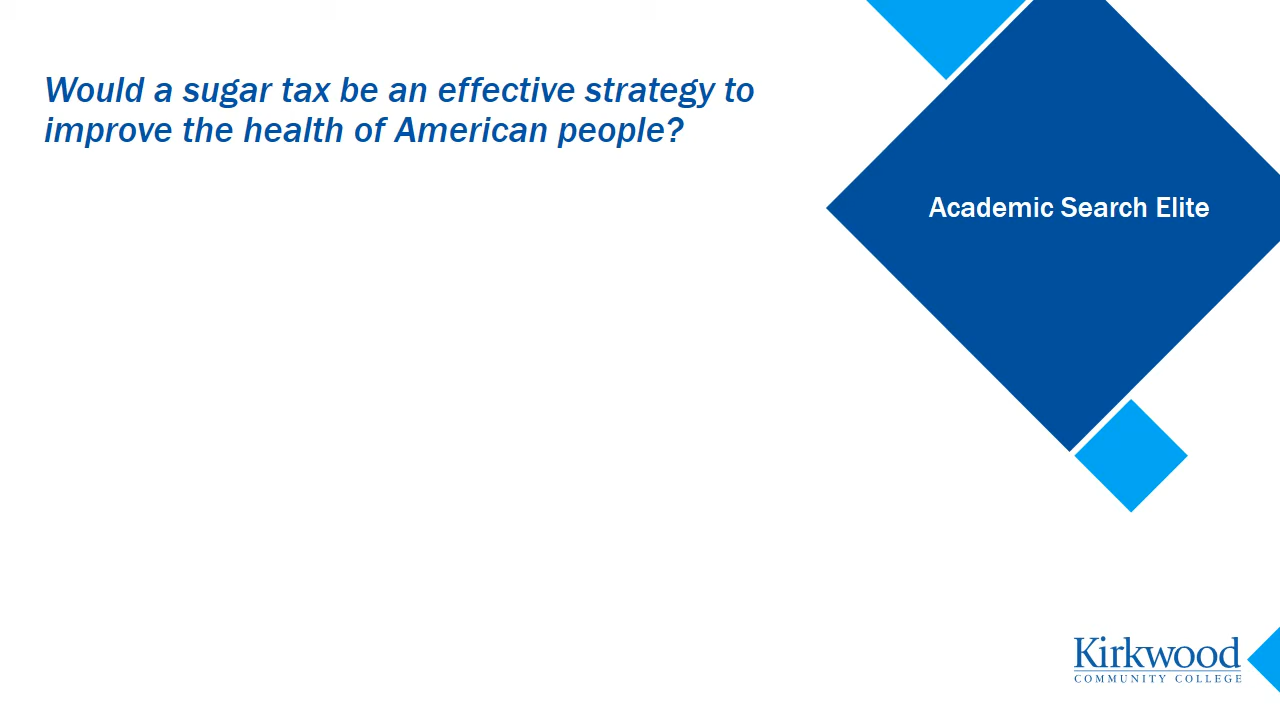 Would a sugar tax be an effective strategy to
improve the health of American people?
Academic Search Elite
Kirkwood
COMMUNITY COLLEGE